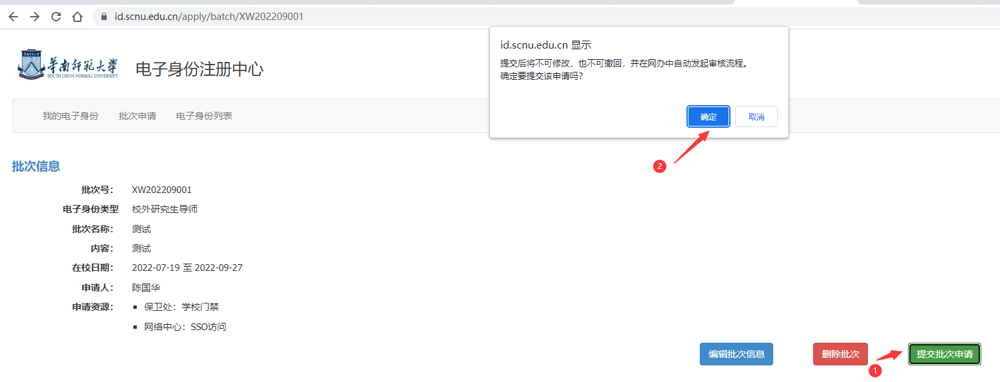 id.scnu.edu.cn/apply/batch/XW202209001
id.scnu.edu.cn 显示
提交后将不可修改，也不可撤回，并在网办中自动发起审核流程。
确定要提交该申请吗？
确定
取消
華南師範大學
SOUTH CHINA NORMAL UNIVERSITY
电子身份注册中心
我的电子身份 批次申请 电子身份列表
2
批次信息
批次号： XW202209001
电子身份类型 校外研究生导师
批次名称： 测试
内容： 测试
在校日期： 2022-07-19 至 2022-09-27
申请人： 陈国华
申请资源： ▪ 保卫处：学校门禁
▪ 网络中心：SSO访问
编辑批次信息 删除批次 提交批次申请
1